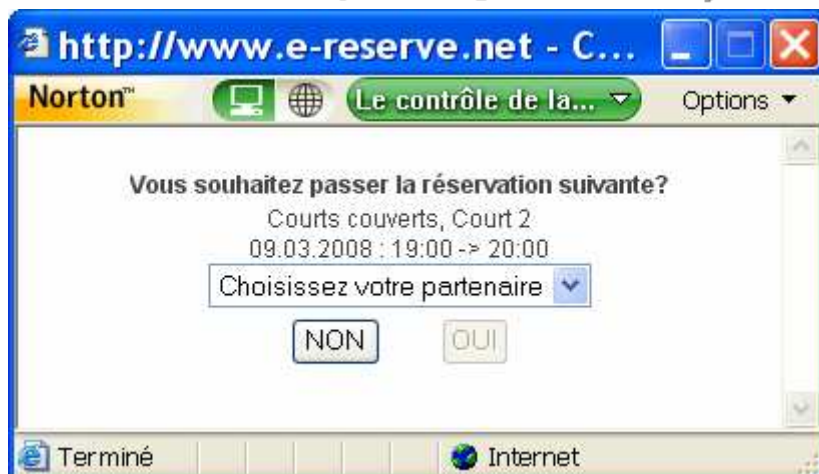 http://www.e-reserve.net - C...
Norton™ Le contrôle de la... Options
Vous souhaitez passer la réservation suivante?
Courts couverts, Court 2
09.03.2008 : 19:00 -> 20:00
Choisissez votre partenaire
NON OUI
Terminé Internet